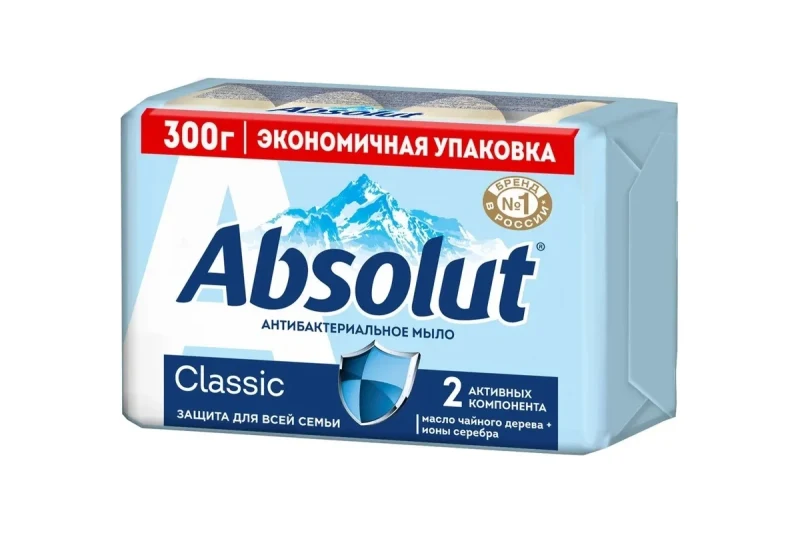 Absolut
300г | ЭКОНОМИЧНАЯ УПАКОВКА
БРЕНД
№1
В РОССИИ
Absolut®
АНТИБАКТЕРИАЛЬНОЕ МЫЛО
Classic
ЗАЩИТА ДЛЯ ВСЕЙ СЕМЬИ
2 АКТИВНЫХ
КОМПОНЕНТА
масло чайного дерева +
ионы серебра